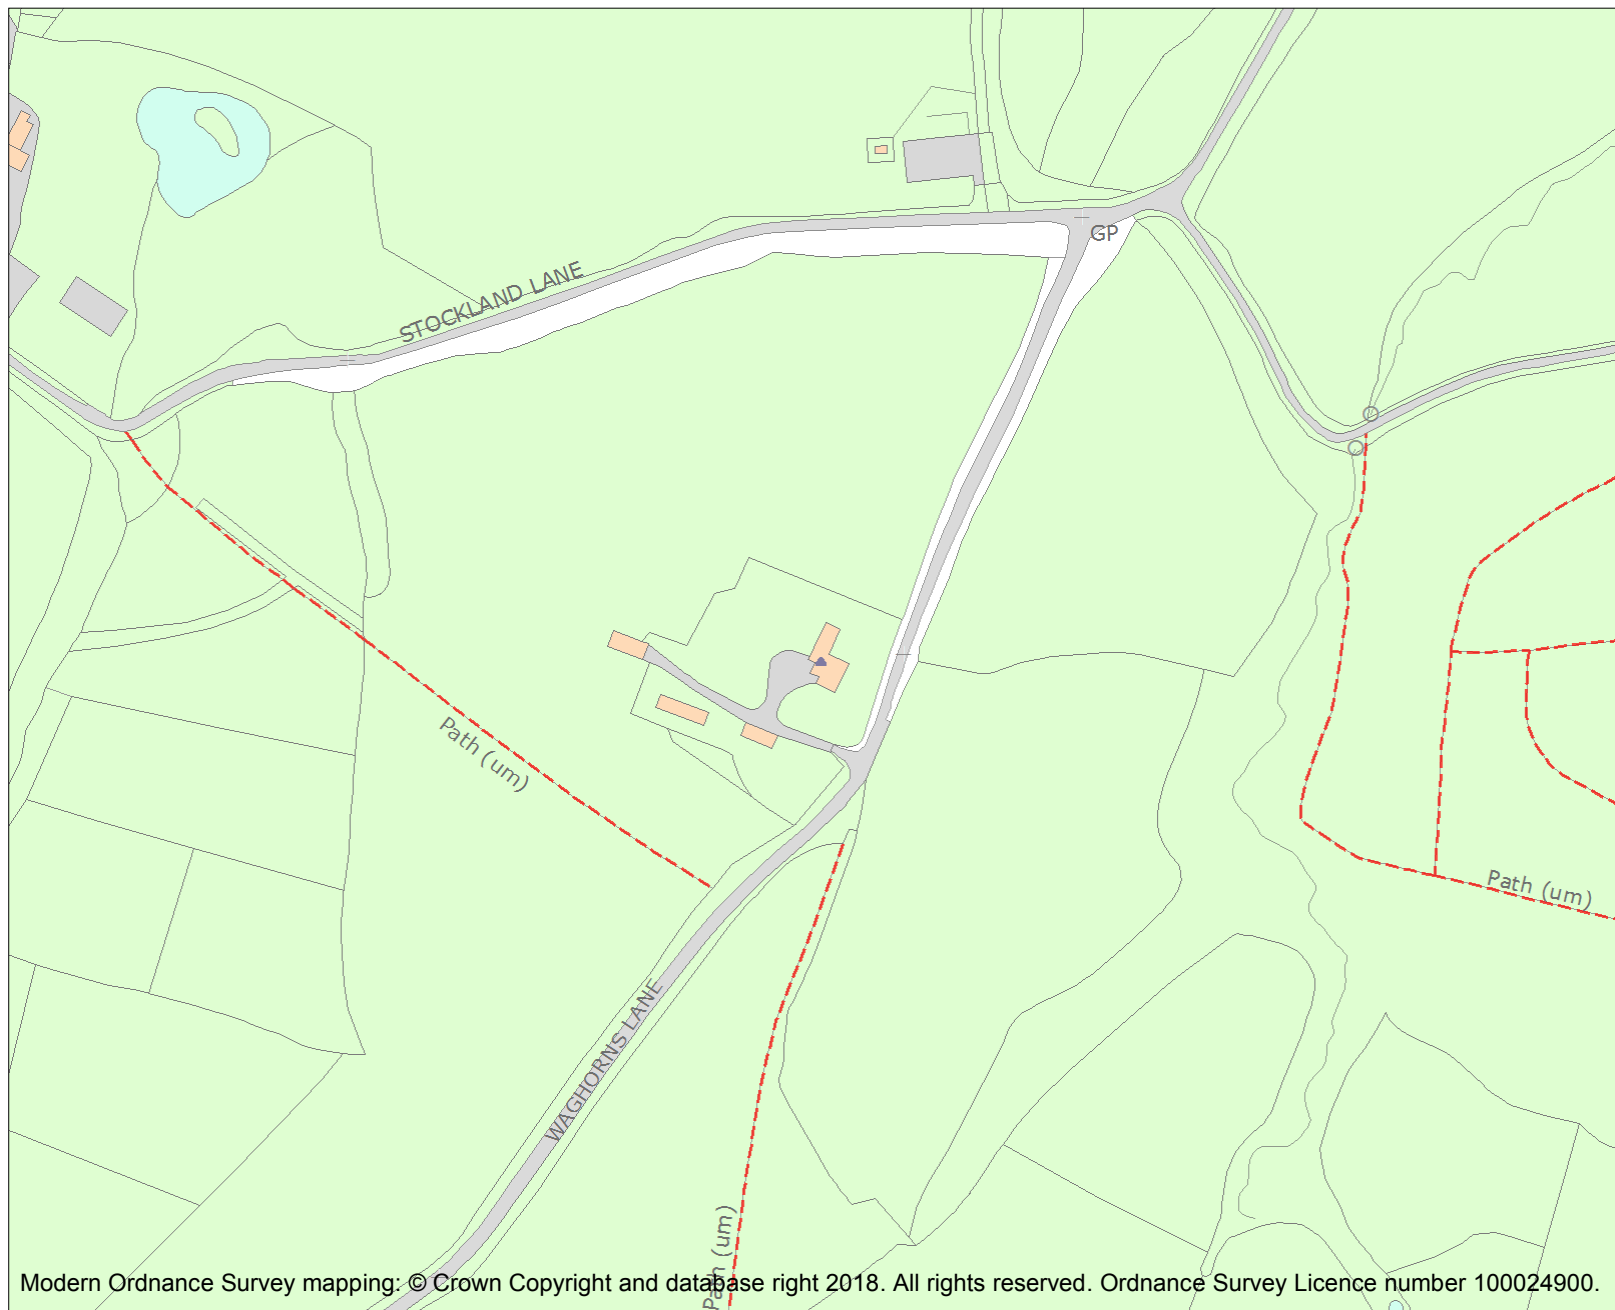 GP
STOCKLAND LANE
Path (um)
Path (um)
WAGHORNS LANE
Path (um)
Modern Ordnance Survey mapping: © Crown Copyright and database right 2018. All rights reserved. Ordnance Survey Licence number 100024900.